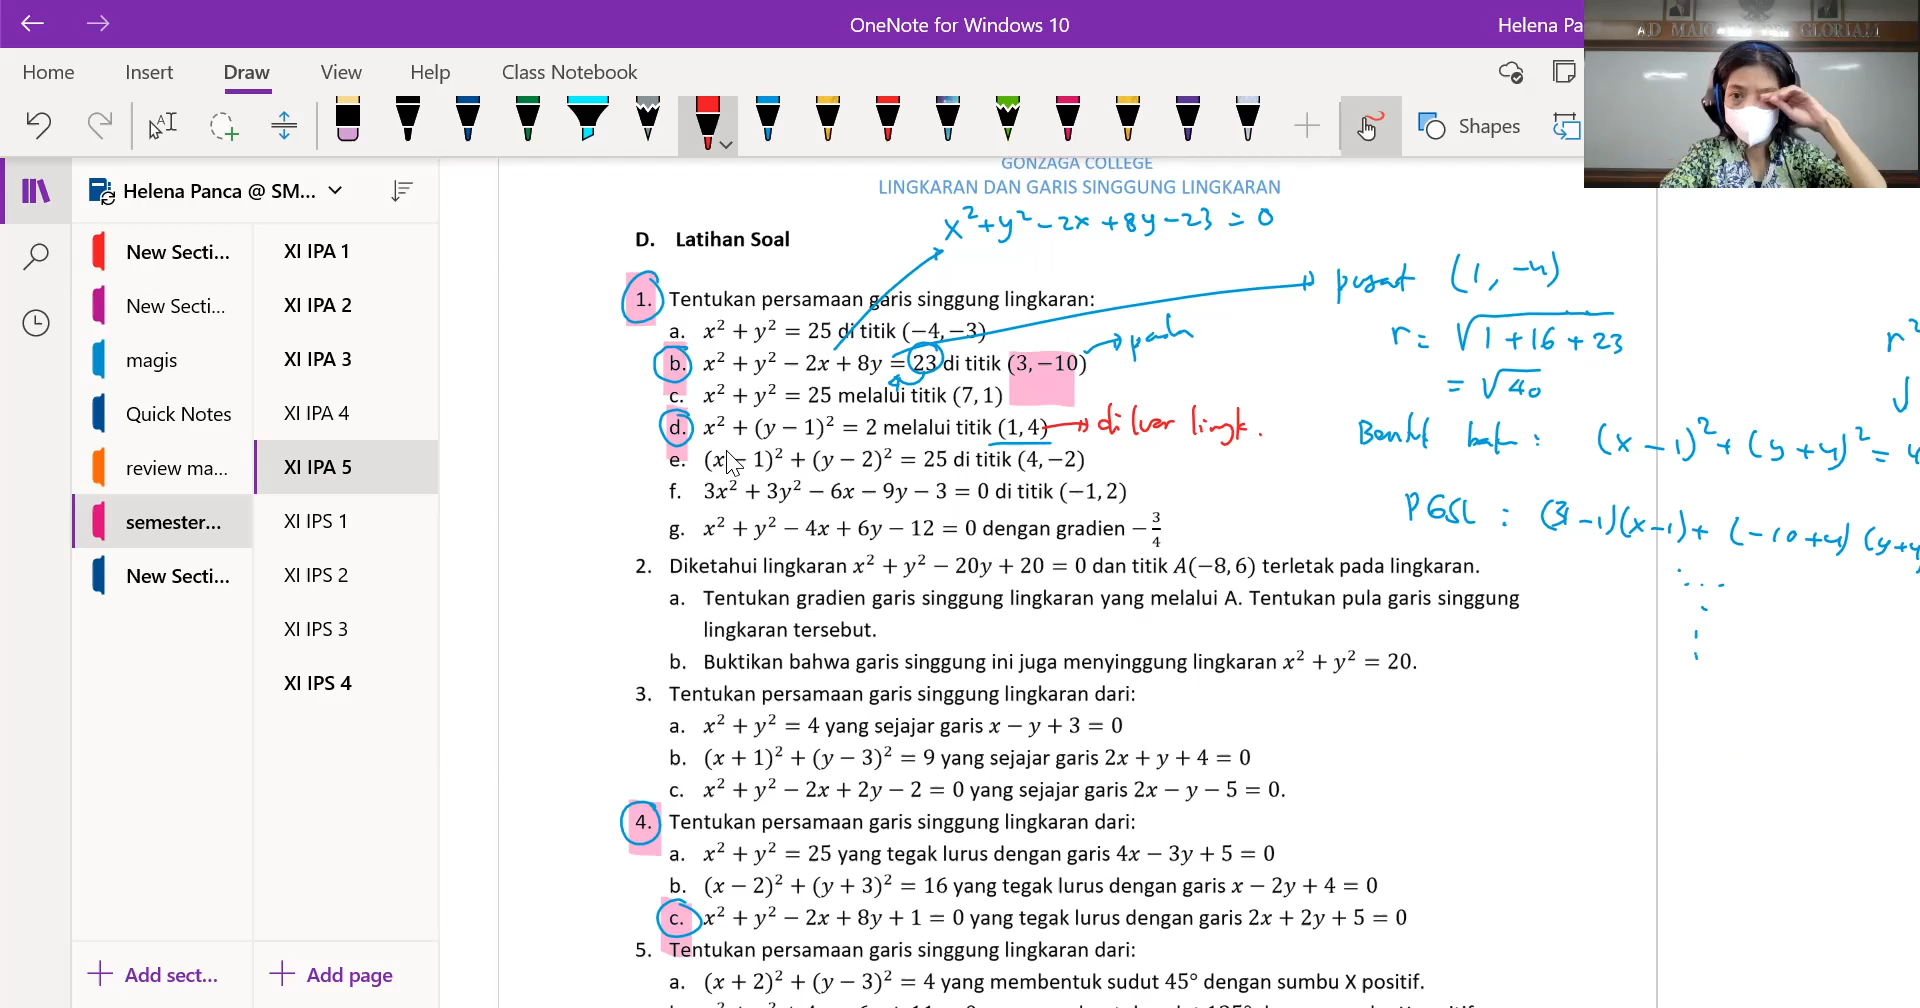 OneNote for Windows 10
Helena Pa
AD MAIO GLORIAM
Home Insert Draw View Help Class Notebook
Shapes
Helena Panca @ SM...
New Secti...
New Secti...
magis
Quick Notes
review ma...
semester...
New Secti...
Add sect...
XI IPA 1
XI IPA 2
XI IPA 3
XI IPA 4
XI IPA 5
XI IPS 1
XI IPS 2
XI IPS 3
XI IPS 4
Add page
GONZAGA COLLEGE
LINGKARAN DAN GARIS SINGGUNG LINGKARAN
x² + y² - 2x + 8y - 23 = 0
D. Latihan Soal
1. Tentukan persamaan garis singgung lingkaran:
a. x² + y² = 25 di titik (−4, −3)
b. x² + y² − 2x + 8y = 23 di titik (3, −10)
c. x² + y² = 25 melalui titik (7, 1)
d. x² + (y − 1)² = 2 melalui titik (1, 4)
e. (x − 1)² + (y − 2)² = 25 di titik (4, −2)
f. 3x² + 3y² − 6x − 9y − 3 = 0 di titik (−1, 2)
g. x² + y² − 4x + 6y − 12 = 0 dengan gradien − 3/4
2. Diketahui lingkaran x² + y² − 20y + 20 = 0 dan titik A(−8, 6) terletak pada lingkaran.
a. Tentukan gradien garis singgung lingkaran yang melalui A. Tentukan pula garis singgung
lingkaran tersebut.
b. Buktikan bahwa garis singgung ini juga menyinggung lingkaran x² + y² = 20.
3. Tentukan persamaan garis singgung lingkaran dari:
a. x² + y² = 4 yang sejajar garis x − y + 3 = 0
b. (x + 1)² + (y − 3)² = 9 yang sejajar garis 2x + y + 4 = 0
c. x² + y² − 2x + 2y − 2 = 0 yang sejajar garis 2x − y − 5 = 0.
4. Tentukan persamaan garis singgung lingkaran dari:
a. x² + y² = 25 yang tegak lurus dengan garis 4x − 3y + 5 = 0
b. (x − 2)² + (y + 3)² = 16 yang tegak lurus dengan garis x − 2y + 4 = 0
c. x² + y² − 2x + 8y + 1 = 0 yang tegak lurus dengan garis 2x + 2y + 5 = 0
5. Tentukan persamaan garis singgung lingkaran dari:
a. (x + 2)² + (y − 3)² = 4 yang membentuk sudut 45° dengan sumbu X positif.
pada
di luar lingk.
pusat (1, -4)
r = √1 + 16 + 23
= √40
r²
√
Bentuk baku : (x - 1)² + (y + 4)² = 4
PGSL : (3 - 1)(x - 1) + (-10 + 4) (y + 4